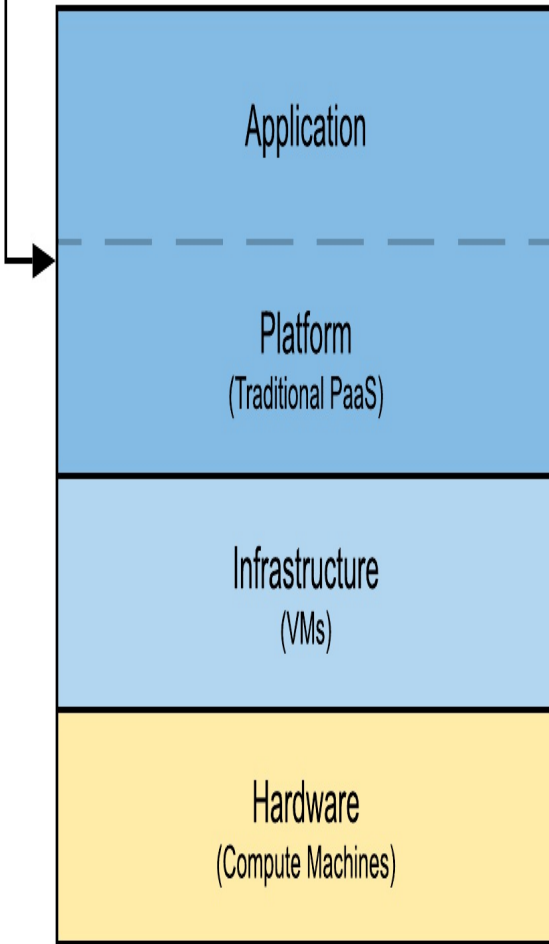 Application
Platform
(Traditional PaaS)
Infrastructure
(VMs)
Hardware
(Compute Machines)